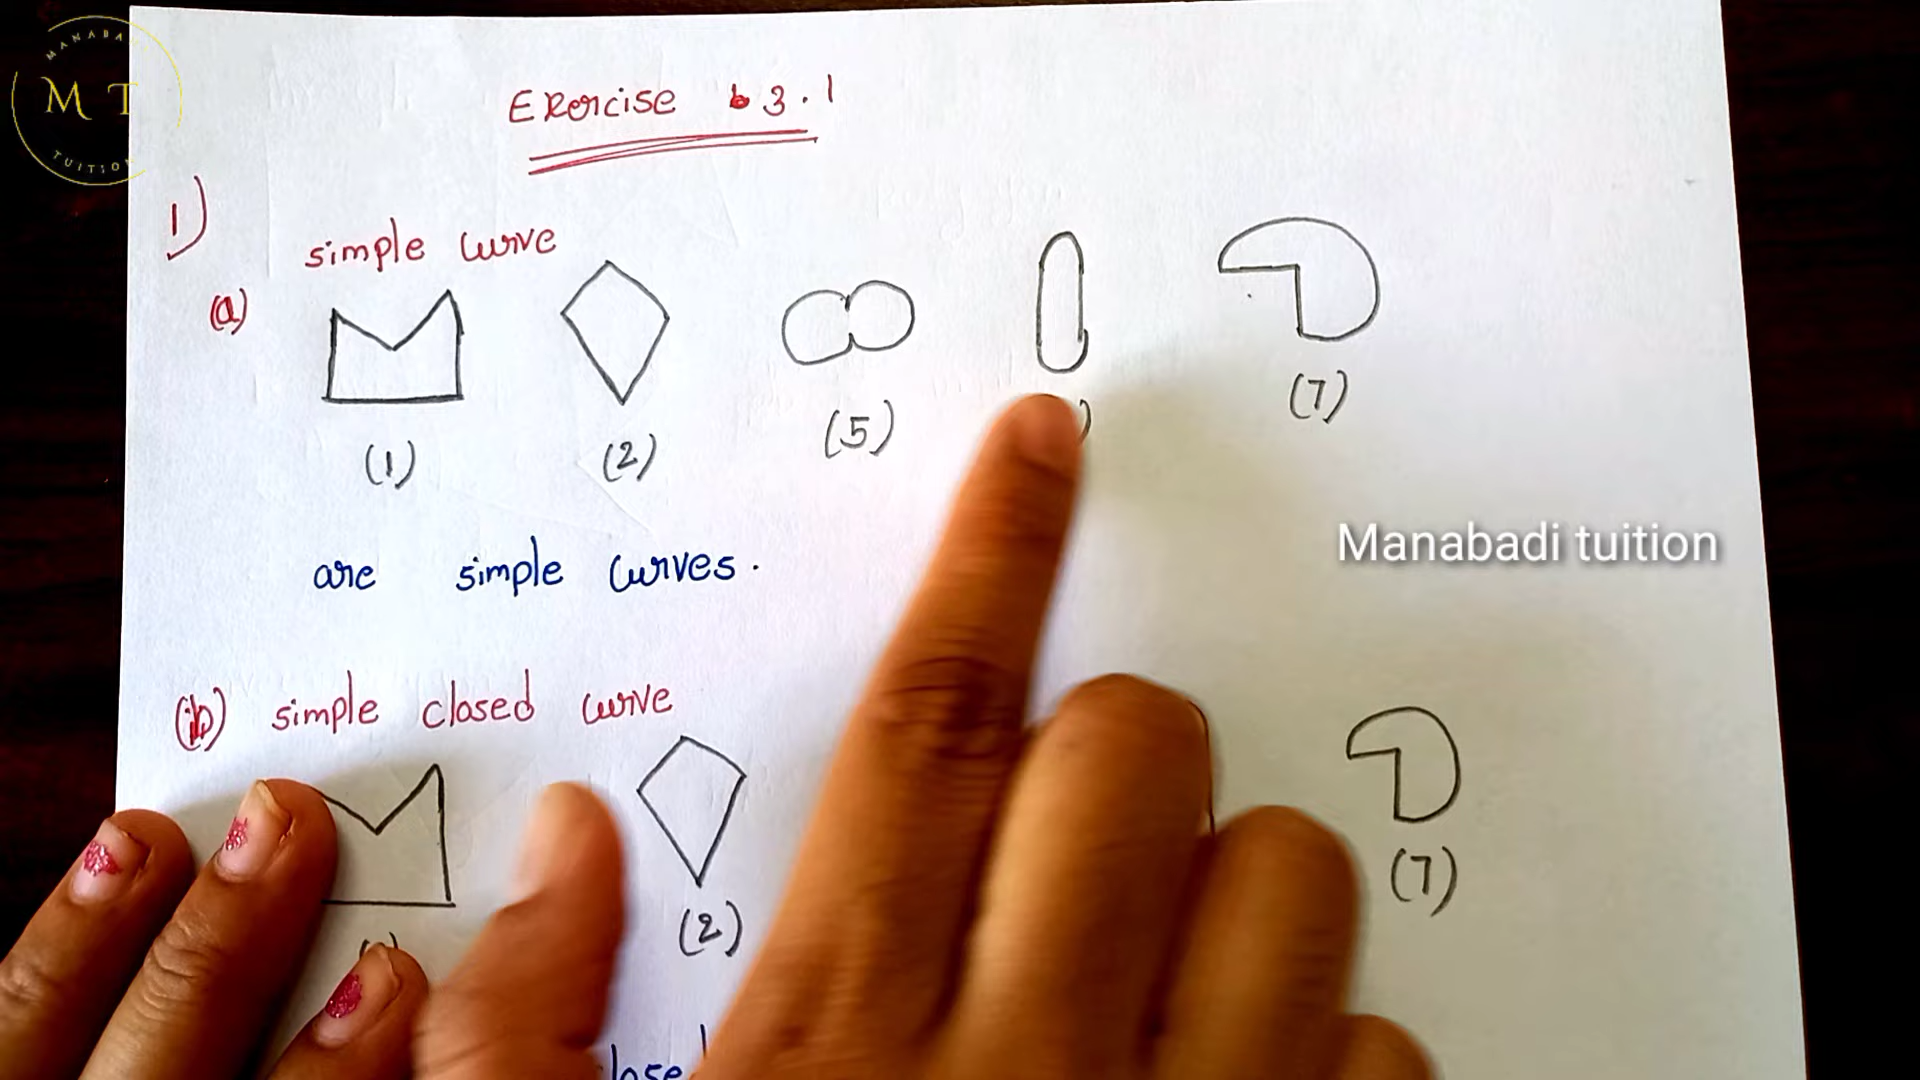 MANABA
M T
TUITION
Exercise 3.1
1)
simple curve
(a)
(1) (2) (5) ) (7)
are simple curves.
Manabadi tuition
(b) simple closed curve
(2) (7)